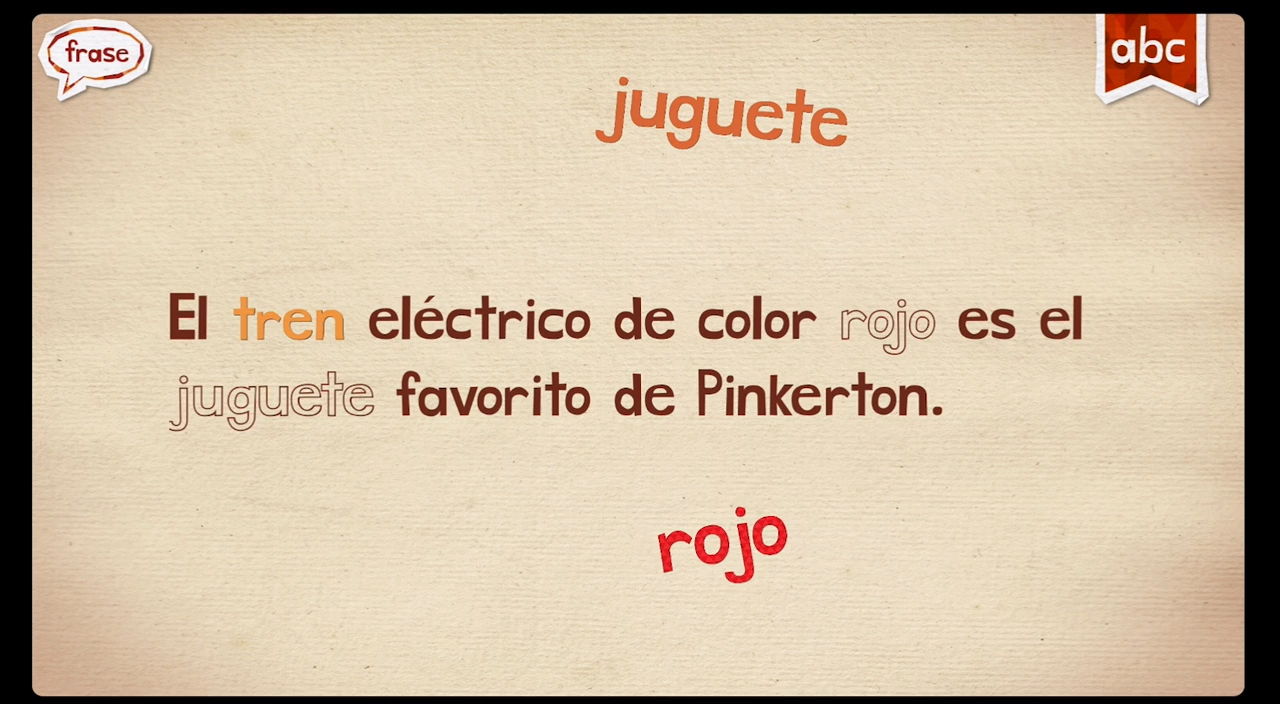 frase
abc
juguete
El tren eléctrico de color rojo es el
juguete favorito de Pinkerton.
rojo